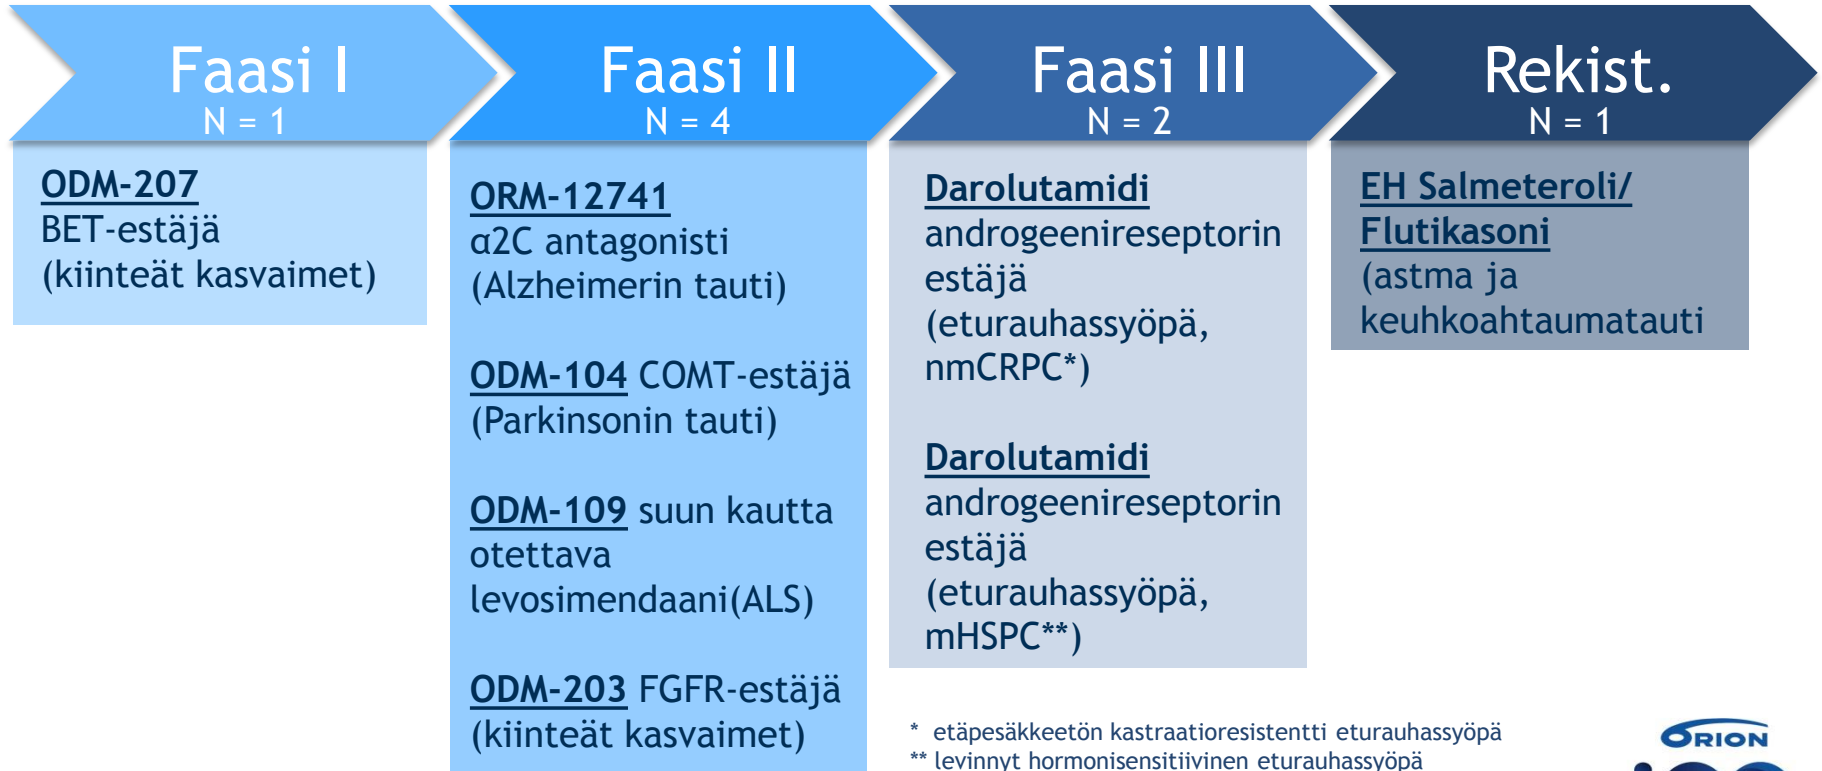 Faasi I
N = 1
ODM-207
BET-estäjä
(kiinteät kasvaimet)
Faasi II
N = 4
ORM-12741
α2C antagonisti
(Alzheimerin tauti)
ODM-104 COMT-estäjä
(Parkinsonin tauti)
ODM-109 suun kautta
otettava
levosimendaani(ALS)
ODM-203 FGFR-estäjä
(kiinteät kasvaimet)
Faasi III
N = 2
Darolutamidi
androgeenireseptorin
estäjä
(eturauhassyöpä,
nmCRPC*)
Darolutamidi
androgeenireseptorin
estäjä
(eturauhassyöpä,
mHSPC**)
Rekist.
N = 1
EH Salmeteroli/
Flutikasoni
(astma ja
keuhkoahtaumatauti
* etäpesäkkeetön kastraatioresistentti eturauhassyöpä
** levinnyt hormonisensitiivinen eturauhassyöpä
ORION